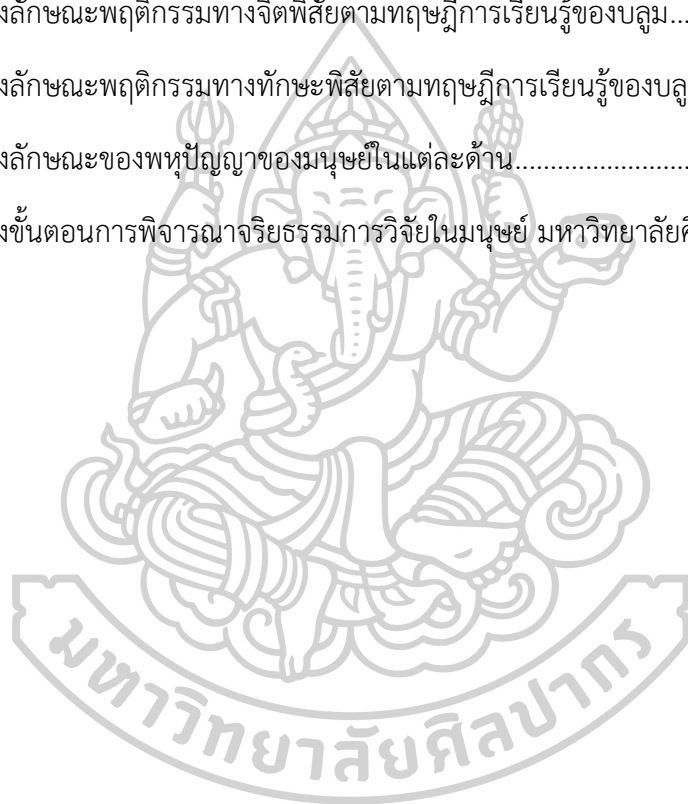 งลักษณะพฤติกรรมทางจิตพิสัยตามทฤษฎีการเรียนรู้ของบลูม...
งลักษณะพฤติกรรมทางทักษะพิสัยตามทฤษฎีการเรียนรู้ของบลู
งลักษณะของพหุปัญญาของมนุษย์ในแต่ละด้าน......................
งขั้นตอนการพิจารณาจริยธรรมการวิจัยในมนุษย์ มหาวิทยาลัยศิ
มหาวิทยาลัยศิลปากร